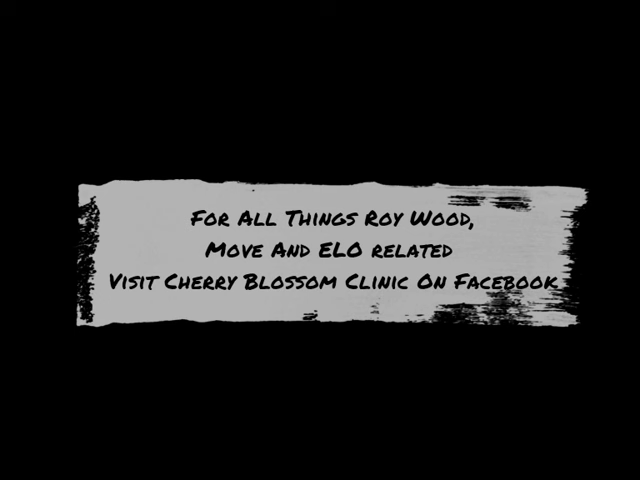 For All Things Roy Wood,
Move And ELO related
Visit Cherry Blossom Clinic On Facebook